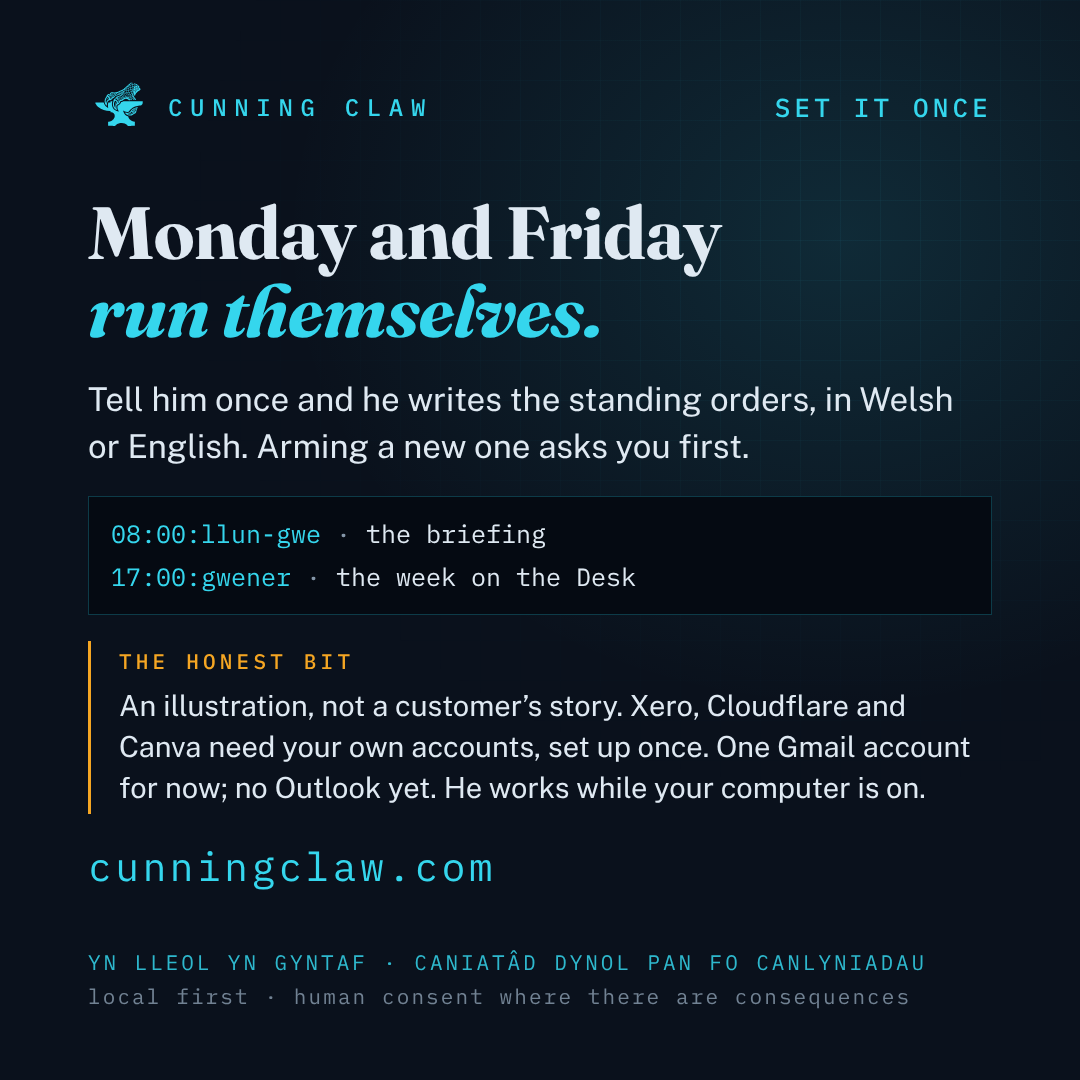 CUNNING CLAW
SET IT ONCE
Monday and Friday
run themselves.
Tell him once and he writes the standing orders, in Welsh
or English. Arming a new one asks you first.
08:00:llun-gwe · the briefing
17:00:gwener · the week on the Desk
THE HONEST BIT
An illustration, not a customer’s story. Xero, Cloudflare and
Canva need your own accounts, set up once. One Gmail account
for now; no Outlook yet. He works while your computer is on.
cunningclaw.com
YN LLEOL YN GYNTAF · CANIATÂD DYNOL PAN FO CANLYNIADAU
local first · human consent where there are consequences